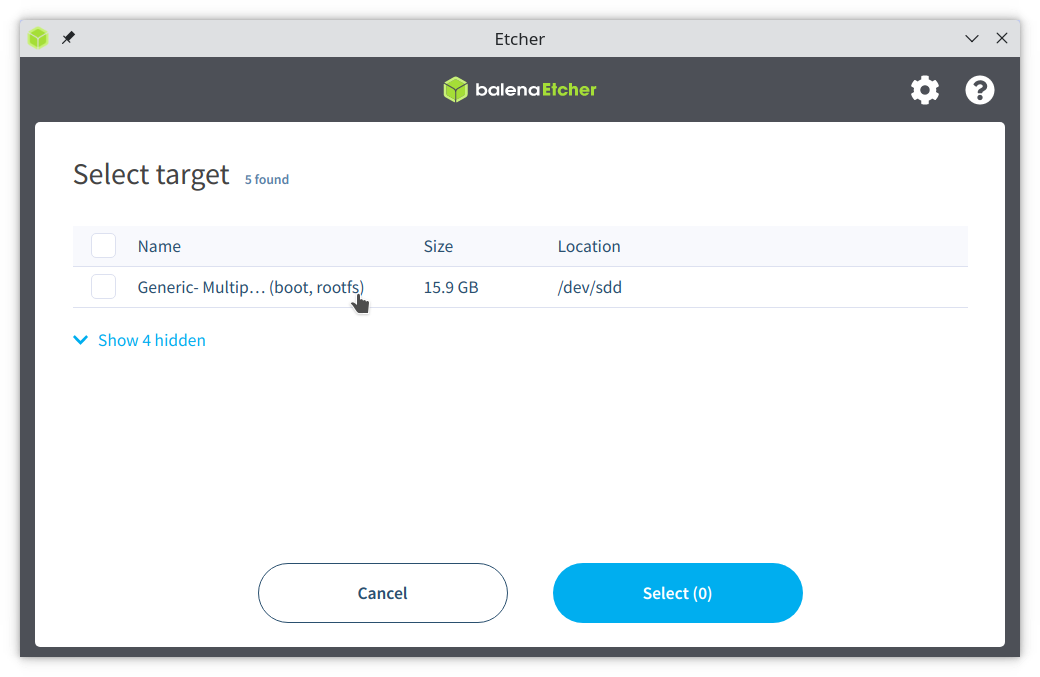 Etcher
balenaEtcher
Select target 5 found
Name Size Location
Generic- Multip… (boot, rootfs) 15.9 GB /dev/sdd
Show 4 hidden
Cancel Select (0)